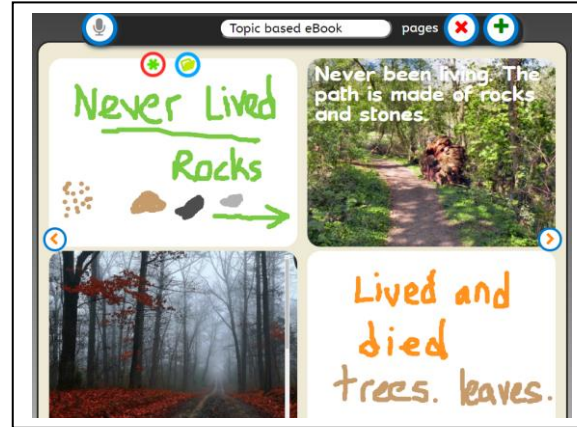 Topic based eBook
pages
Never Lived
Rocks
Never been living. The
path is made of rocks
and stones.
Lived and
died
trees. leaves.